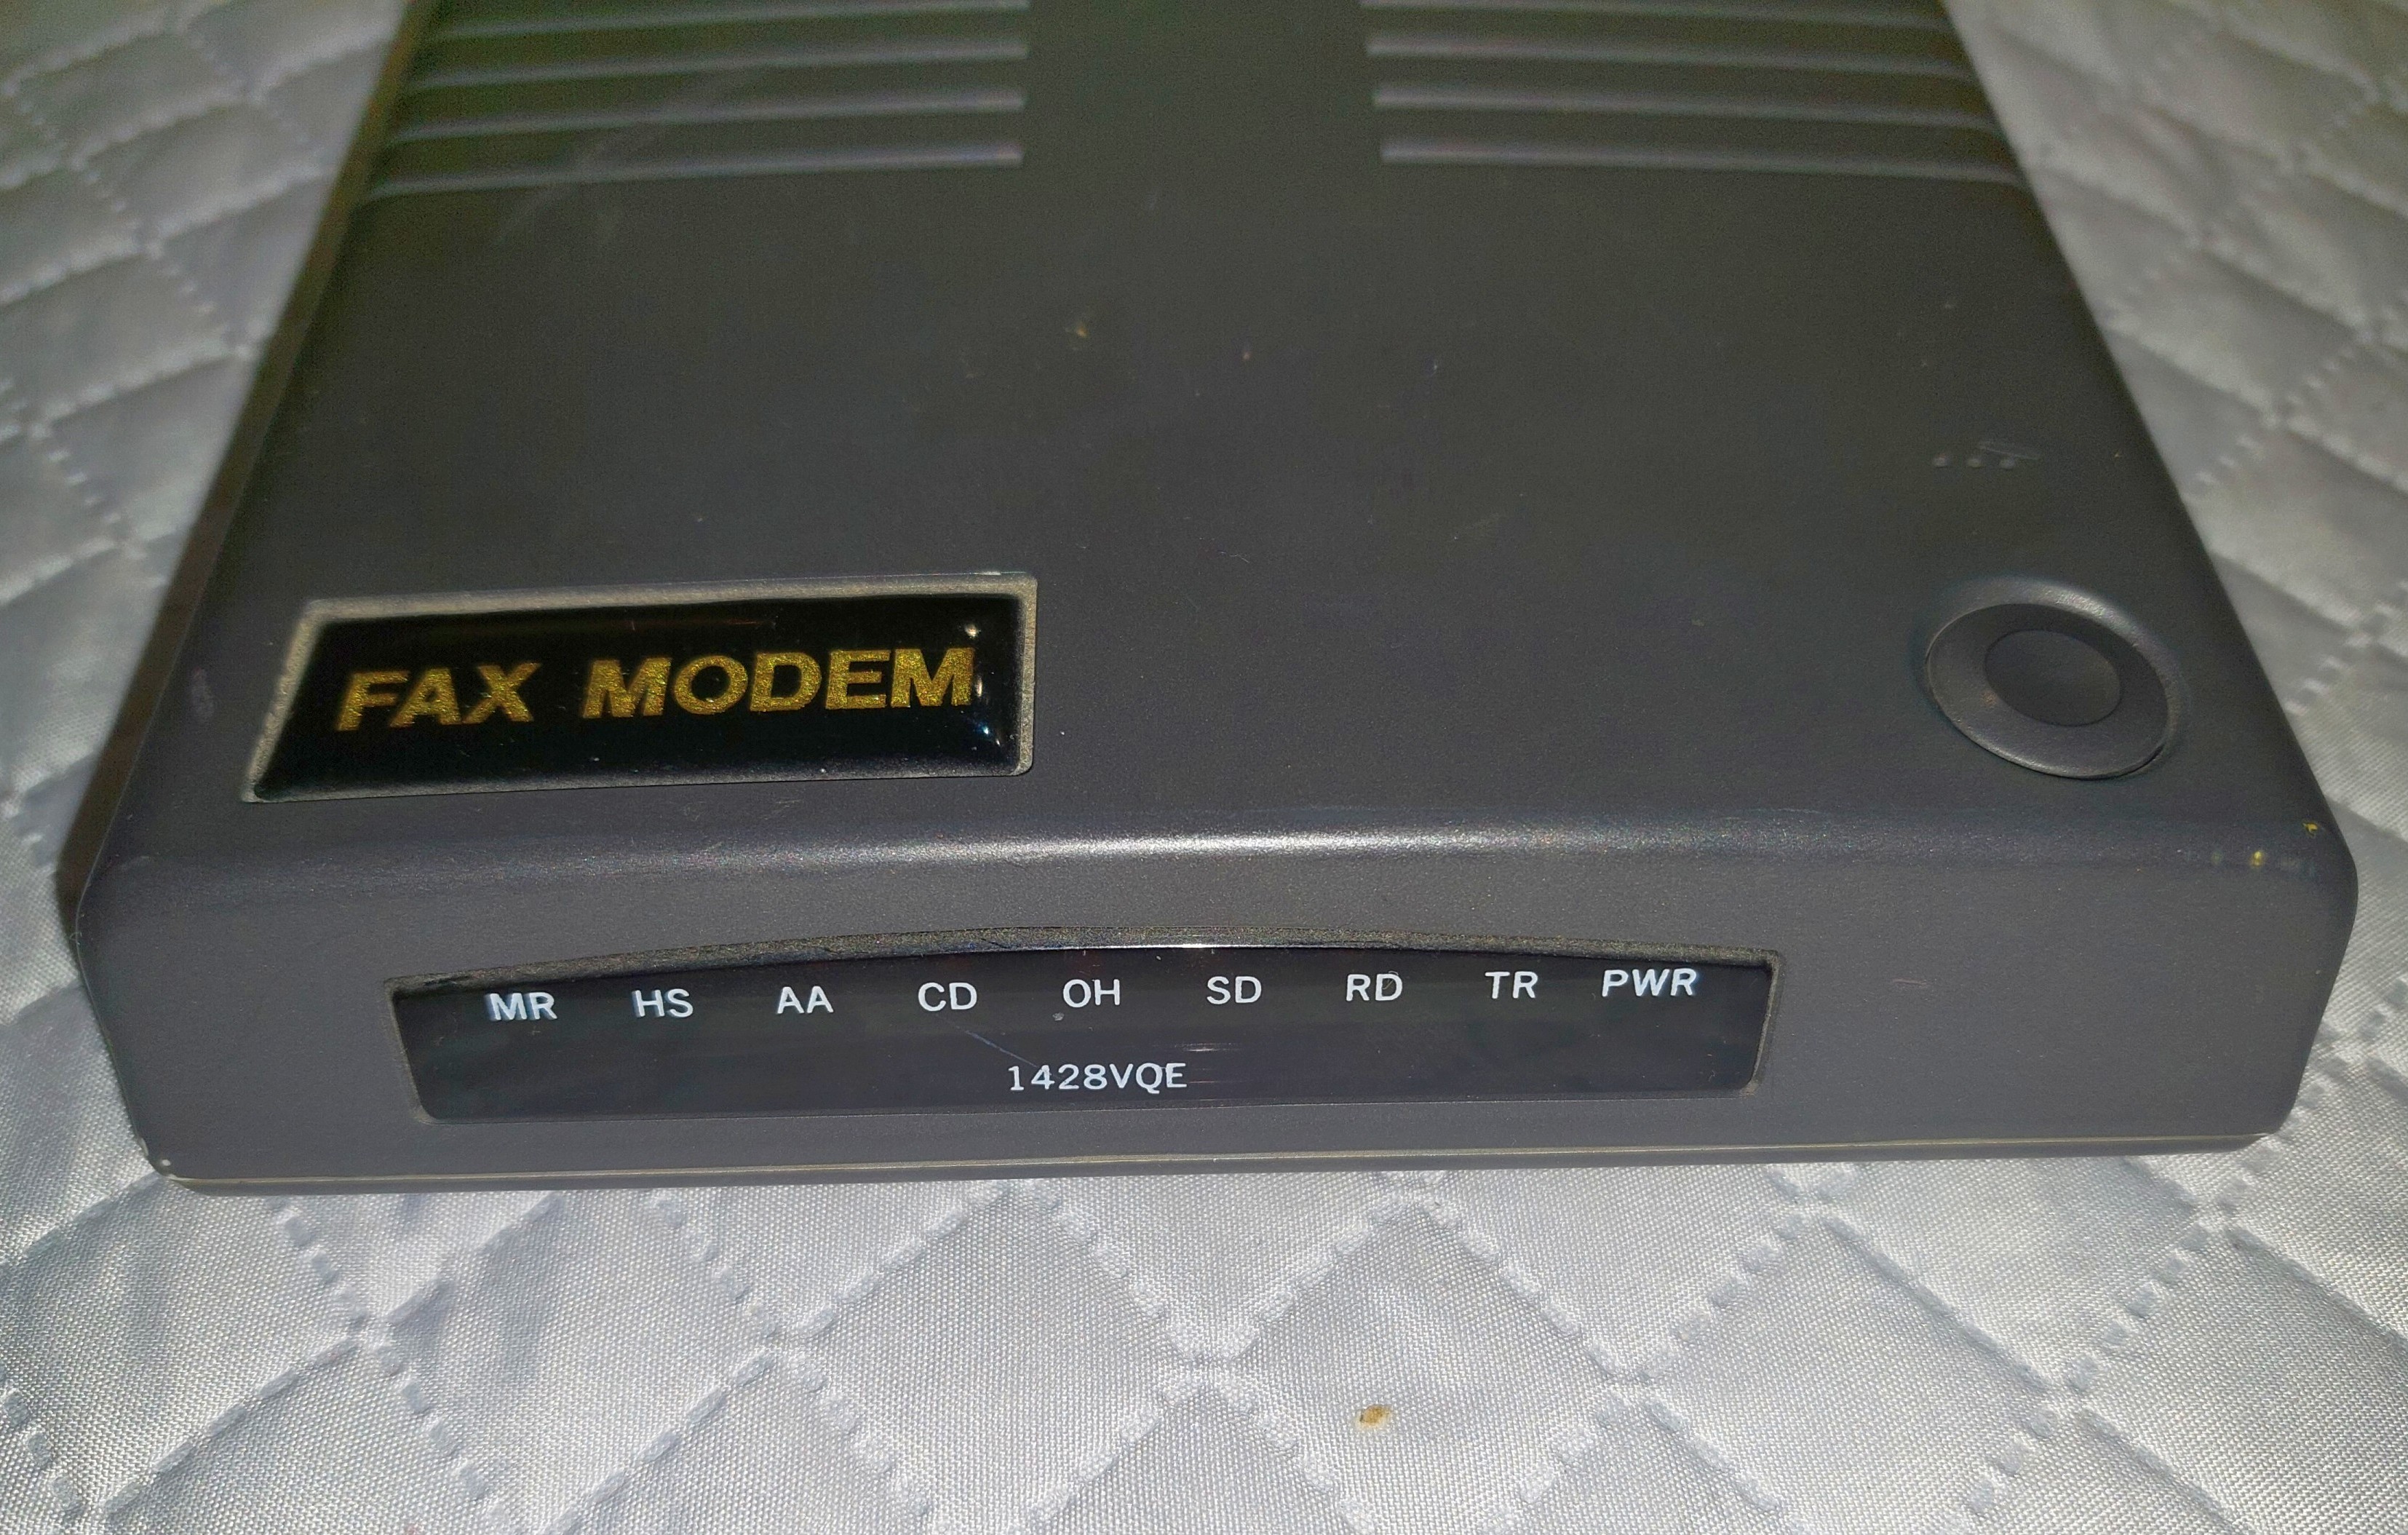 FAX MODEM
MR HS AA CD OH SD RD TR PWR
1428VQE